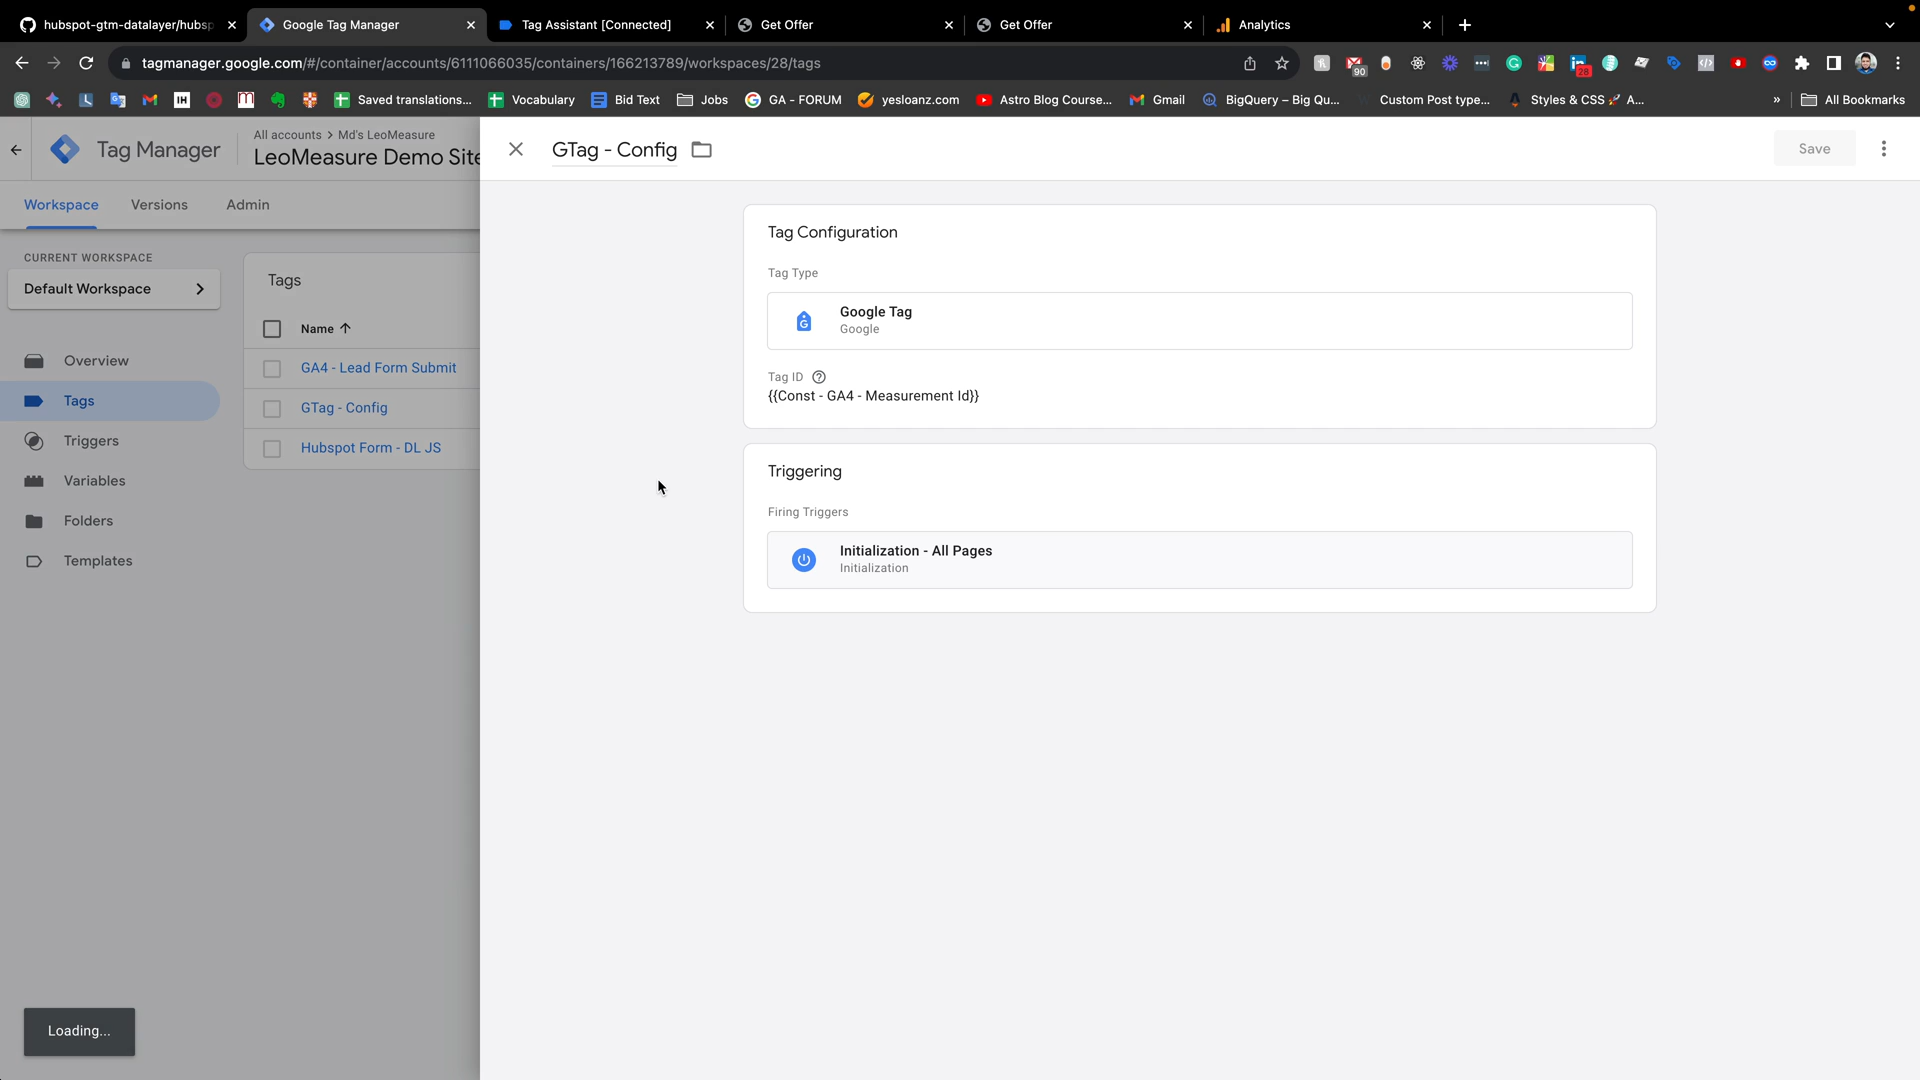 hubspot-gtm-datalayer/hubsp
Google Tag Manager
Tag Assistant [Connected]
Get Offer
Get Offer
Analytics
tagmanager.google.com/#/container/accounts/6111066035/containers/166213789/workspaces/28/tags
90
28
Saved translations...
Vocabulary
Bid Text
Jobs
GA - FORUM
yesloanz.com
Astro Blog Course...
Gmail
BigQuery – Big Qu...
Custom Post type...
Styles & CSS 🚀 A...
»
All Bookmarks
Tag Manager
All accounts > Md's LeoMeasure
LeoMeasure Demo Site
GTag - Config
Save
Workspace
Versions
Admin
CURRENT WORKSPACE
Default Workspace
Overview
Tags
Triggers
Variables
Folders
Templates
Tags
Name
GA4 - Lead Form Submit
GTag - Config
Hubspot Form - DL JS
Tag Configuration
Tag Type
Google Tag
Google
Tag ID
{{Const - GA4 - Measurement Id}}
Triggering
Firing Triggers
Initialization - All Pages
Initialization
Loading...